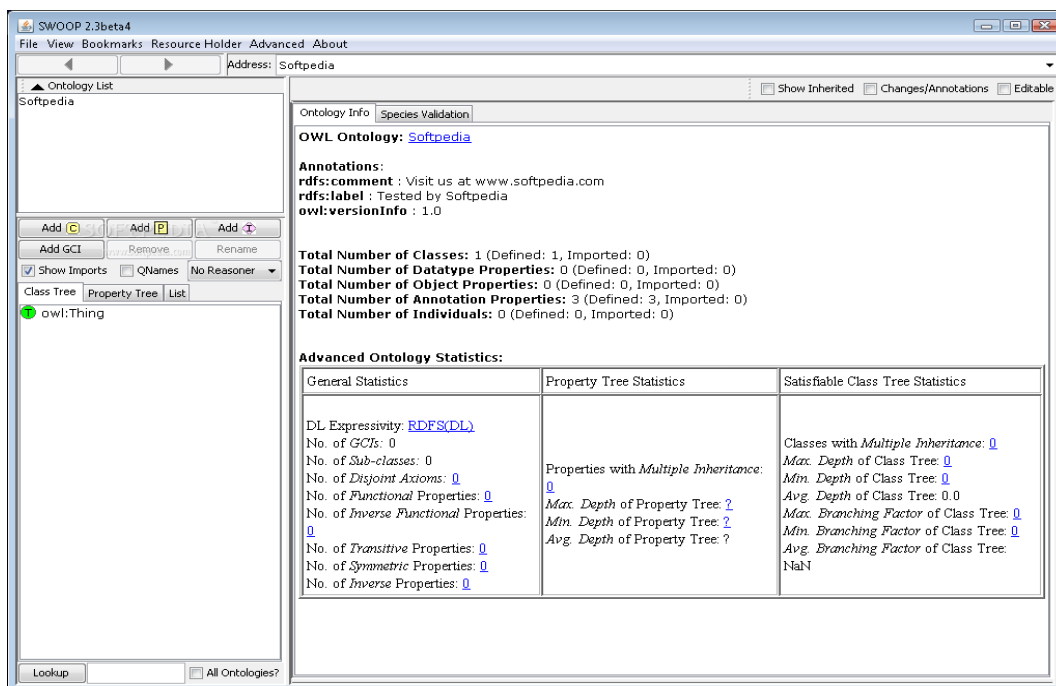 SWOOP 2.3beta4
File View Bookmarks Resource Holder Advanced About
Address: Softpedia
Ontology List
Softpedia
Show Inherited Changes/Annotations Editable
Ontology Info Species Validation
OWL Ontology: Softpedia
Annotations:
rdfs:comment : Visit us at www.softpedia.com
rdfs:label : Tested by Softpedia
owl:versionInfo : 1.0
Add C Add P Add I
Add GCI Remove Rename
Show Imports QNames No Reasoner
Class Tree Property Tree List
T owl:Thing
Total Number of Classes: 1 (Defined: 1, Imported: 0)
Total Number of Datatype Properties: 0 (Defined: 0, Imported: 0)
Total Number of Object Properties: 0 (Defined: 0, Imported: 0)
Total Number of Annotation Properties: 3 (Defined: 3, Imported: 0)
Total Number of Individuals: 0 (Defined: 0, Imported: 0)
Advanced Ontology Statistics:
General Statistics
DL Expressivity: RDFS(DL)
No. of GCIs: 0
No. of Sub-classes: 0
No. of Disjoint Axioms: 0
No. of Functional Properties: 0
No. of Inverse Functional Properties:
0
No. of Transitive Properties: 0
No. of Symmetric Properties: 0
No. of Inverse Properties: 0
Property Tree Statistics
Properties with Multiple Inheritance:
0
Max. Depth of Property Tree: ?
Min. Depth of Property Tree: ?
Avg. Depth of Property Tree: ?
Satisfiable Class Tree Statistics
Classes with Multiple Inheritance: 0
Max. Depth of Class Tree: 0
Min. Depth of Class Tree: 0
Avg. Depth of Class Tree: 0.0
Max. Branching Factor of Class Tree: 0
Min. Branching Factor of Class Tree: 0
Avg. Branching Factor of Class Tree:
NaN
Lookup All Ontologies?